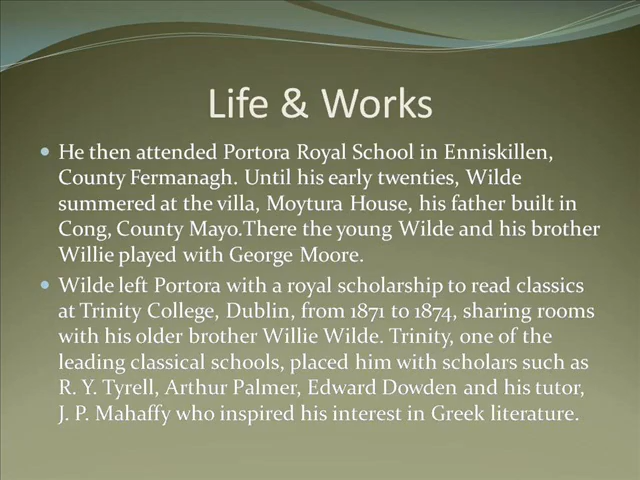 Life & Works
He then attended Portora Royal School in Enniskillen,
County Fermanagh. Until his early twenties, Wilde
summered at the villa, Moytura House, his father built in
Cong, County Mayo.There the young Wilde and his brother
Willie played with George Moore.
Wilde left Portora with a royal scholarship to read classics
at Trinity College, Dublin, from 1871 to 1874, sharing rooms
with his older brother Willie Wilde. Trinity, one of the
leading classical schools, placed him with scholars such as
R. Y. Tyrell, Arthur Palmer, Edward Dowden and his tutor,
J. P. Mahaffy who inspired his interest in Greek literature.